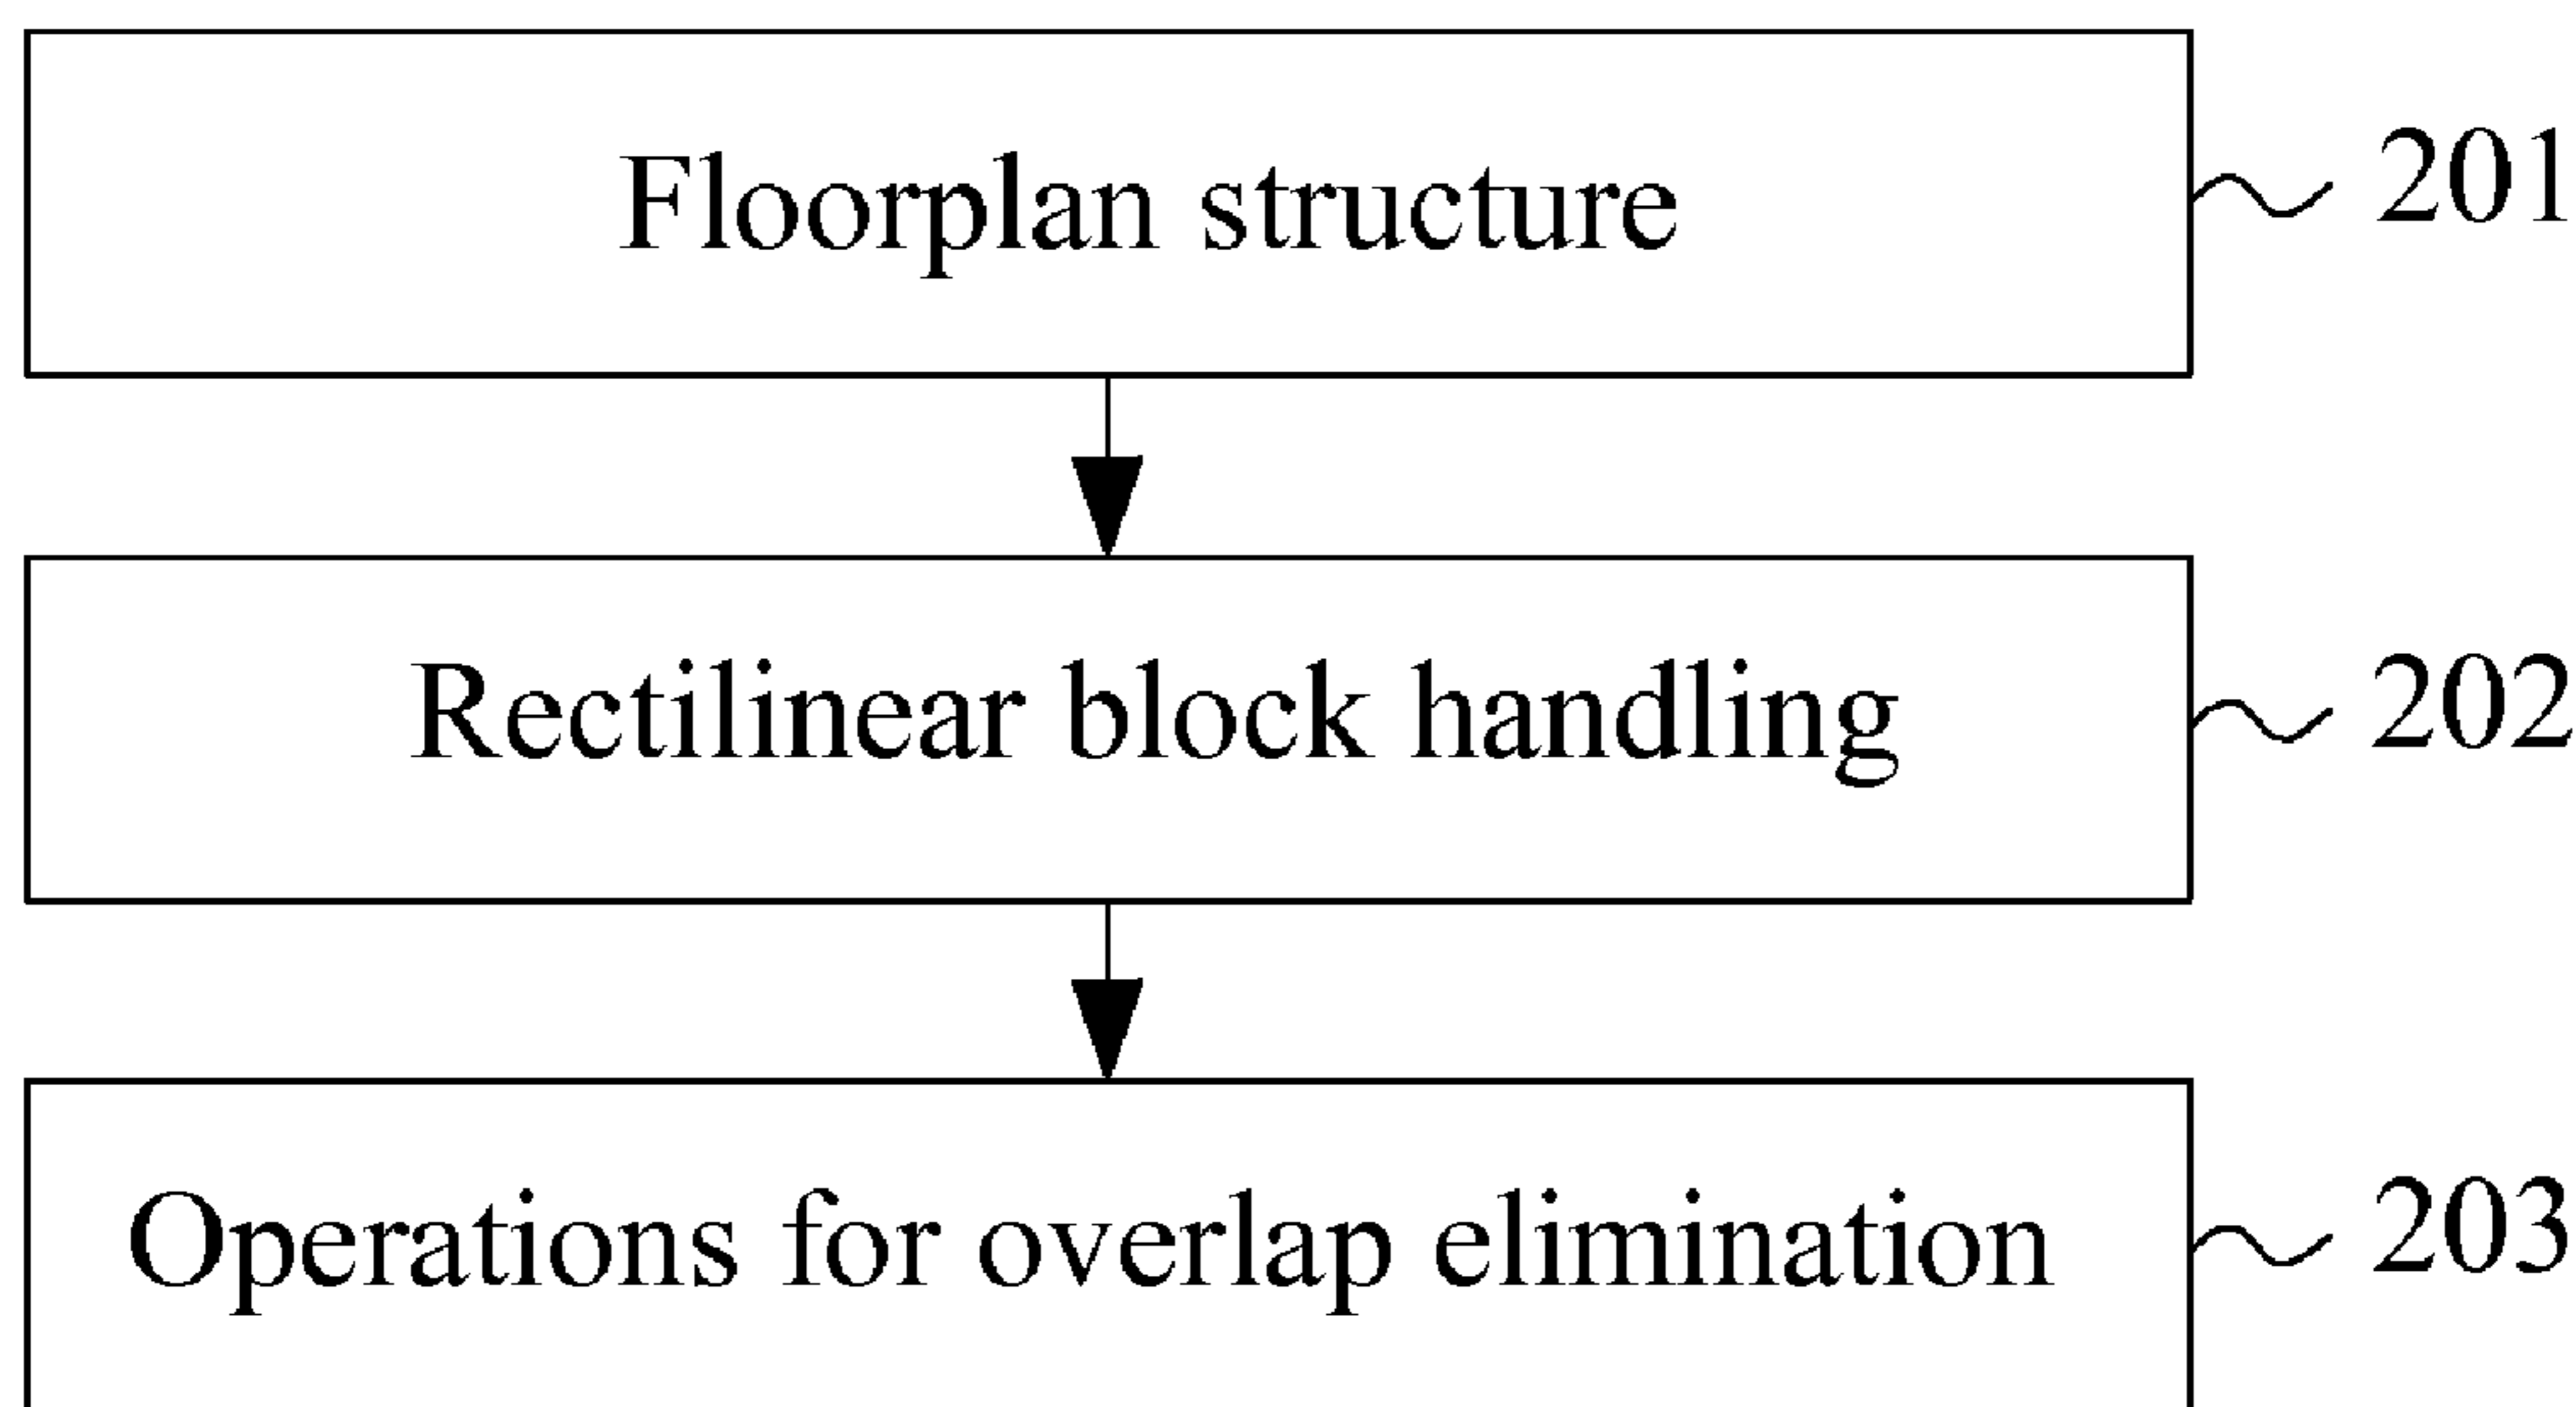 Floorplan structure 201
Rectilinear block handling 202
Operations for overlap elimination 203